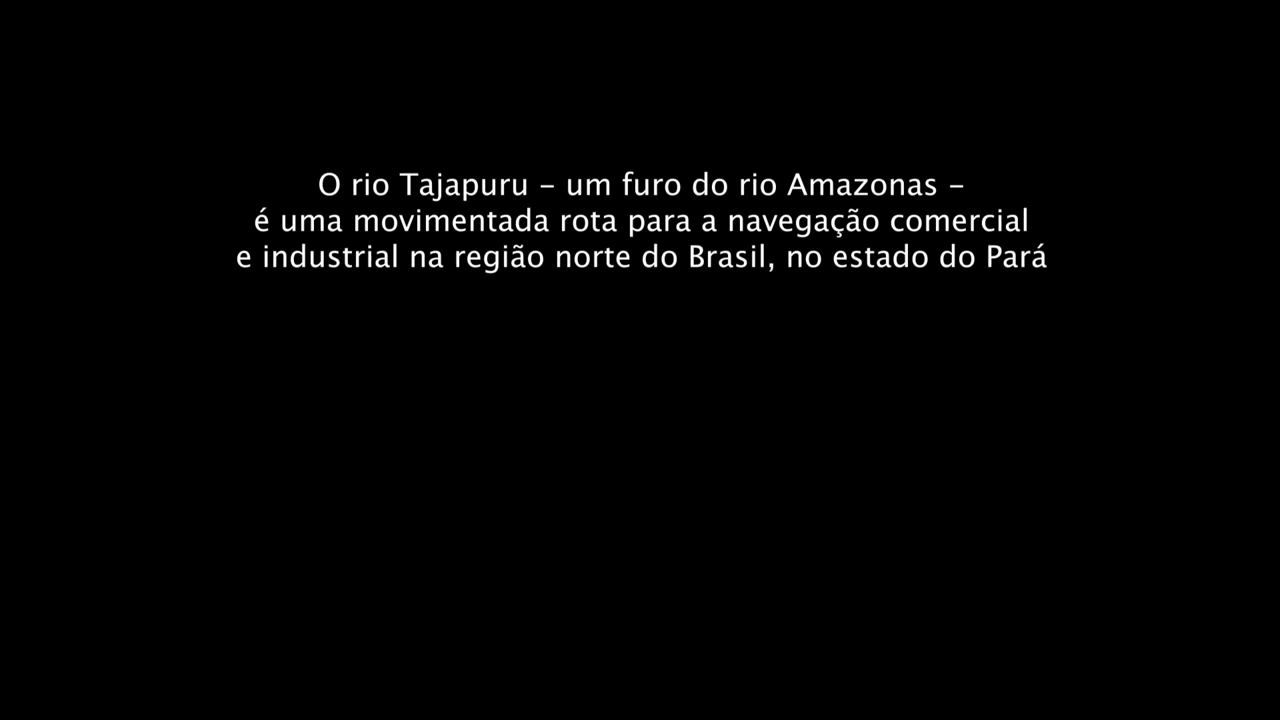 O rio Tajapuru – um furo do rio Amazonas –
é uma movimentada rota para a navegação comercial
e industrial na região norte do Brasil, no estado do Pará